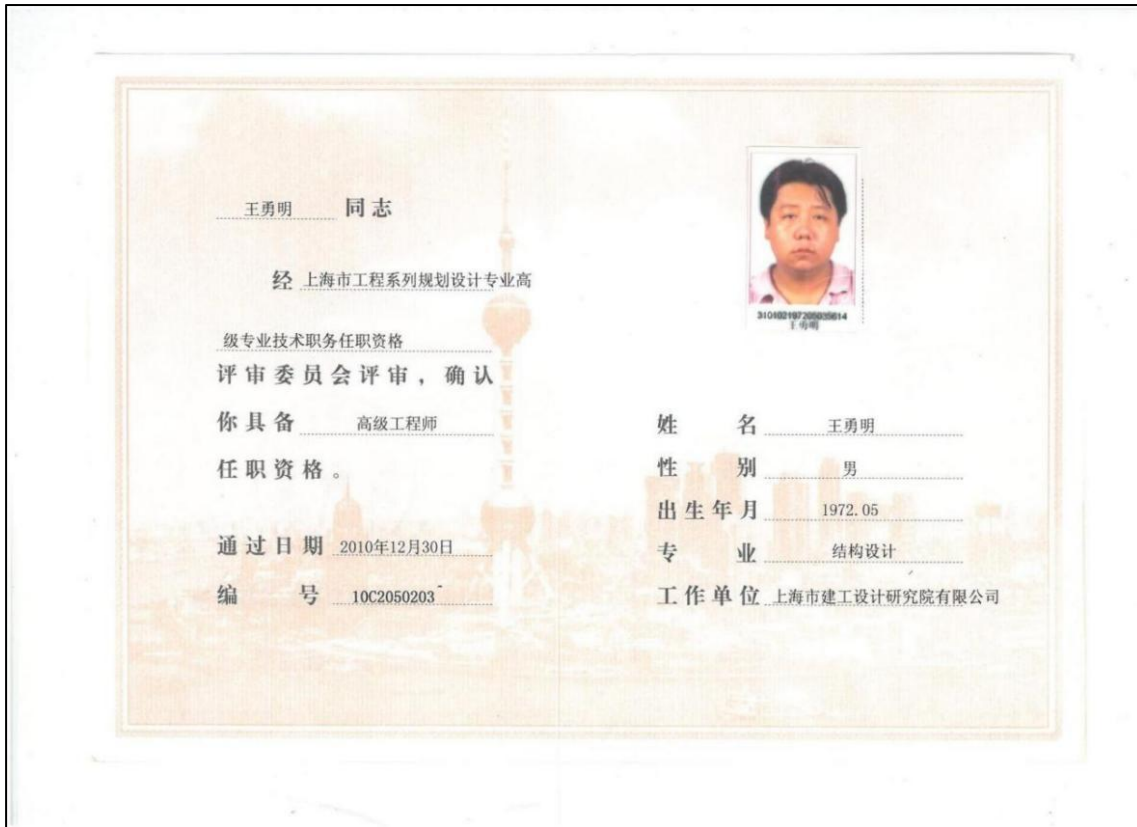 王勇明 同志
经 上海市工程系列规划设计专业高
级专业技术职务任职资格
评审委员会评审，确认
你具备 高级工程师
任职资格。
通过日期 2010年12月30日
编 号 10C2050203
310102197205035614
王勇明
姓 名 王勇明
性 别 男
出生年月 1972.05
专 业 结构设计
工作单位 上海市建工设计研究院有限公司